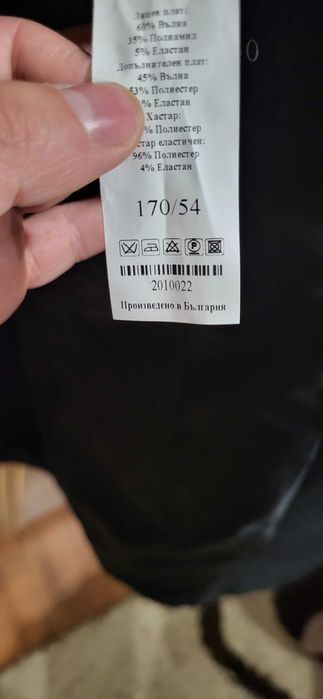 Лицев плат:
60% Вълна
35% Полиамид
5% Еластан
Допълнителен плат:
45% Вълна
53% Полиестер
% Еластан
Хастар:
% Полиестер
еластичен:
96% Полиестер
4% Еластан
170/54
2010022
Произведено в България